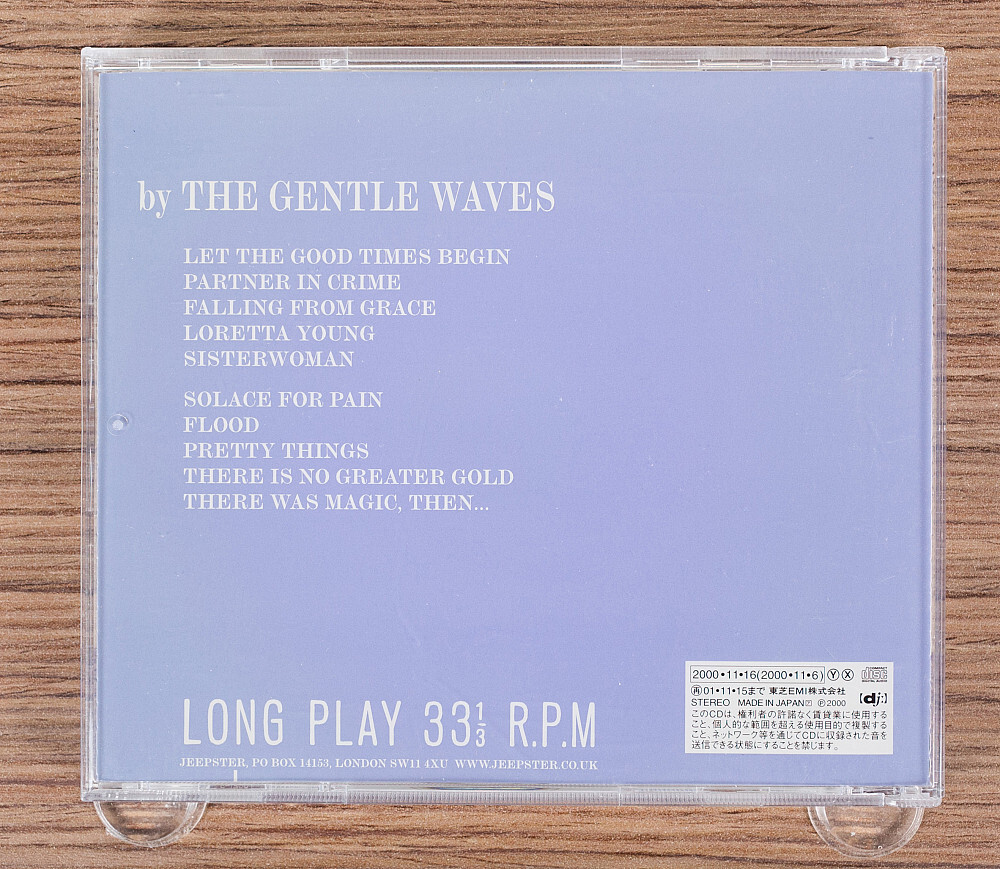 by THE GENTLE WAVES
LET THE GOOD TIMES BEGIN
PARTNER IN CRIME
FALLING FROM GRACE
LORETTA YOUNG
SISTERWOMAN
SOLACE FOR PAIN
FLOOD
PRETTY THINGS
THERE IS NO GREATER GOLD
THERE WAS MAGIC, THEN...
LONG PLAY 33⅓ R.P.M
JEEPSTER, PO BOX 14153, LONDON SW11 4XU WWW.JEEPSTER.CO.UK
2000•11•16(2000•11•6) Ⓨ Ⓧ COMPACT disc DIGITAL AUDIO
㊢01•11•15まで 東芝EMI株式会社
STEREO MADE IN JAPAN ℗2000 [dj:]
このCDは、権利者の許諾なく賃貸業に使用する
こと、個人的な範囲を超える使用目的で複製する
こと、ネットワーク等を通じてCDに収録された音を
送信できる状態にすることを禁じます。